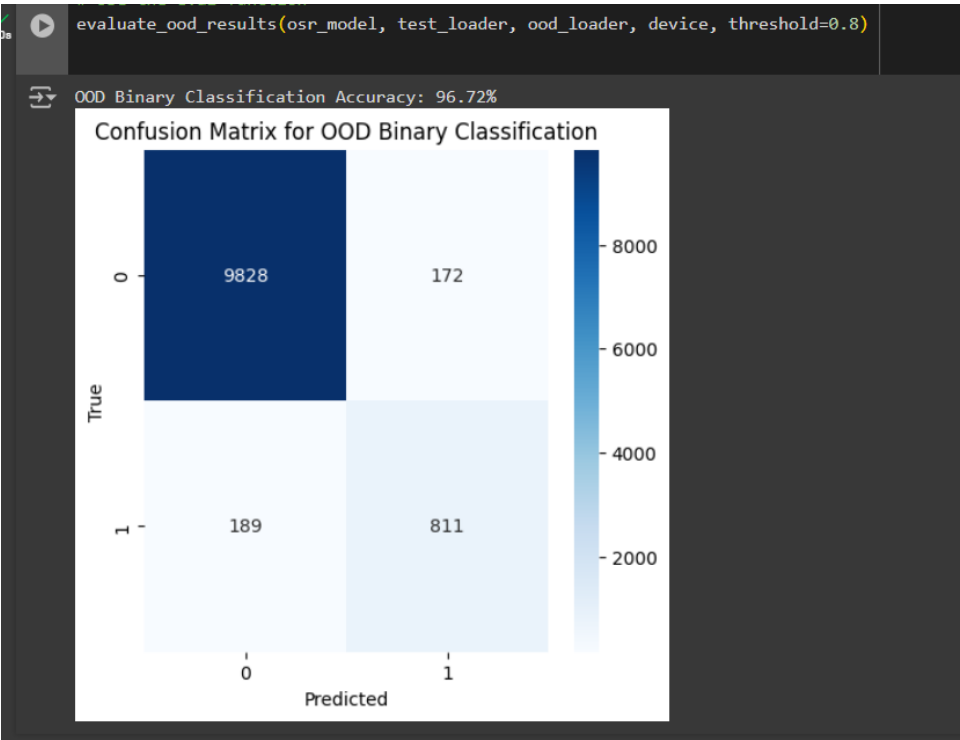 evaluate_ood_results(osr_model, test_loader, ood_loader, device, threshold=0.8)
OOD Binary Classification Accuracy: 96.72%
Confusion Matrix for OOD Binary Classification
9828 172
189 811
0
1
True
0 1
Predicted
8000
6000
4000
2000